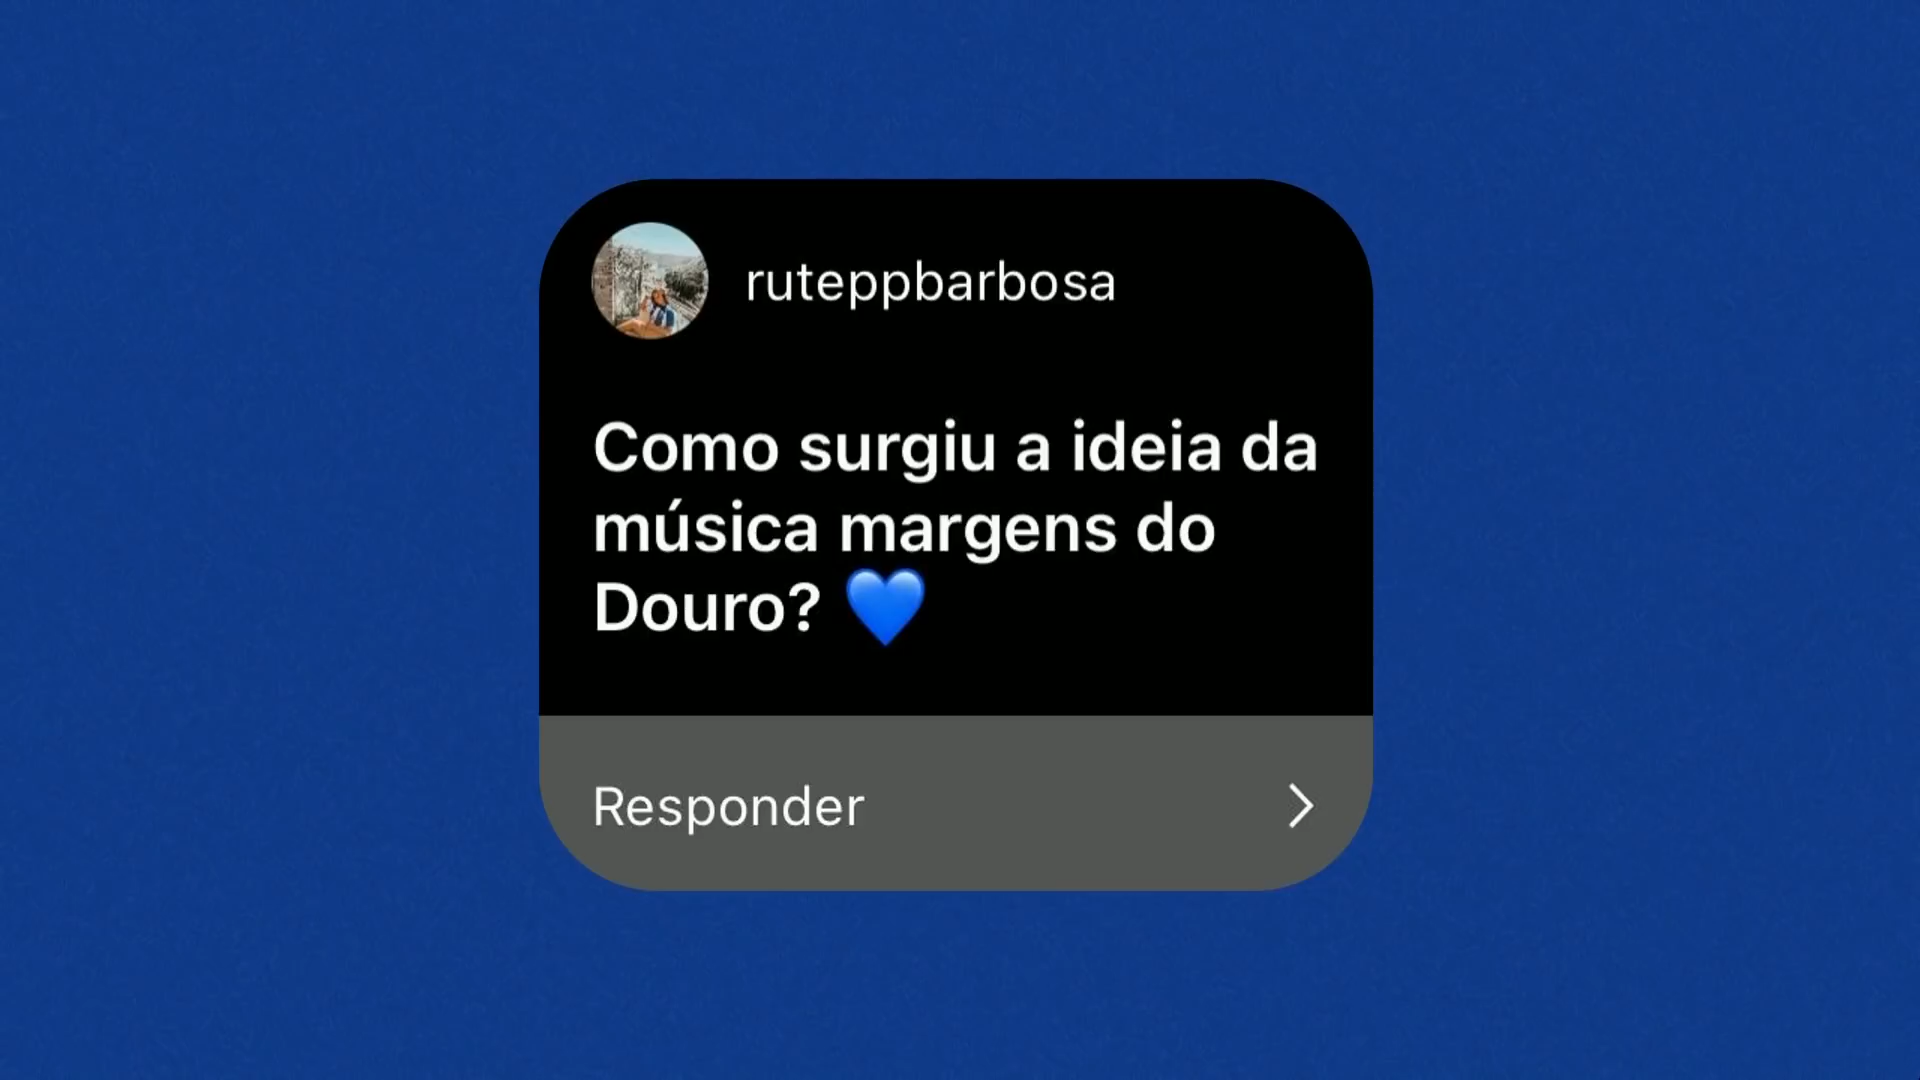 ruteppbarbosa
Como surgiu a ideia da
música margens do
Douro? 💙
Responder